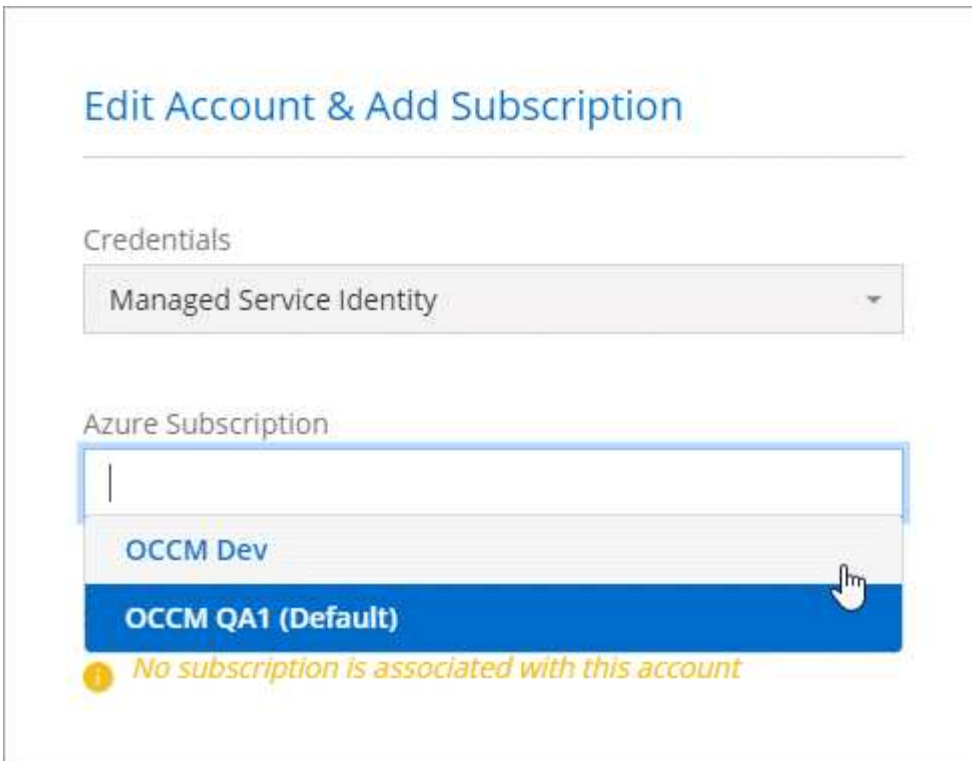 Edit Account & Add Subscription
Credentials
Managed Service Identity
Azure Subscription
OCCM Dev
OCCM QA1 (Default)
No subscription is associated with this account